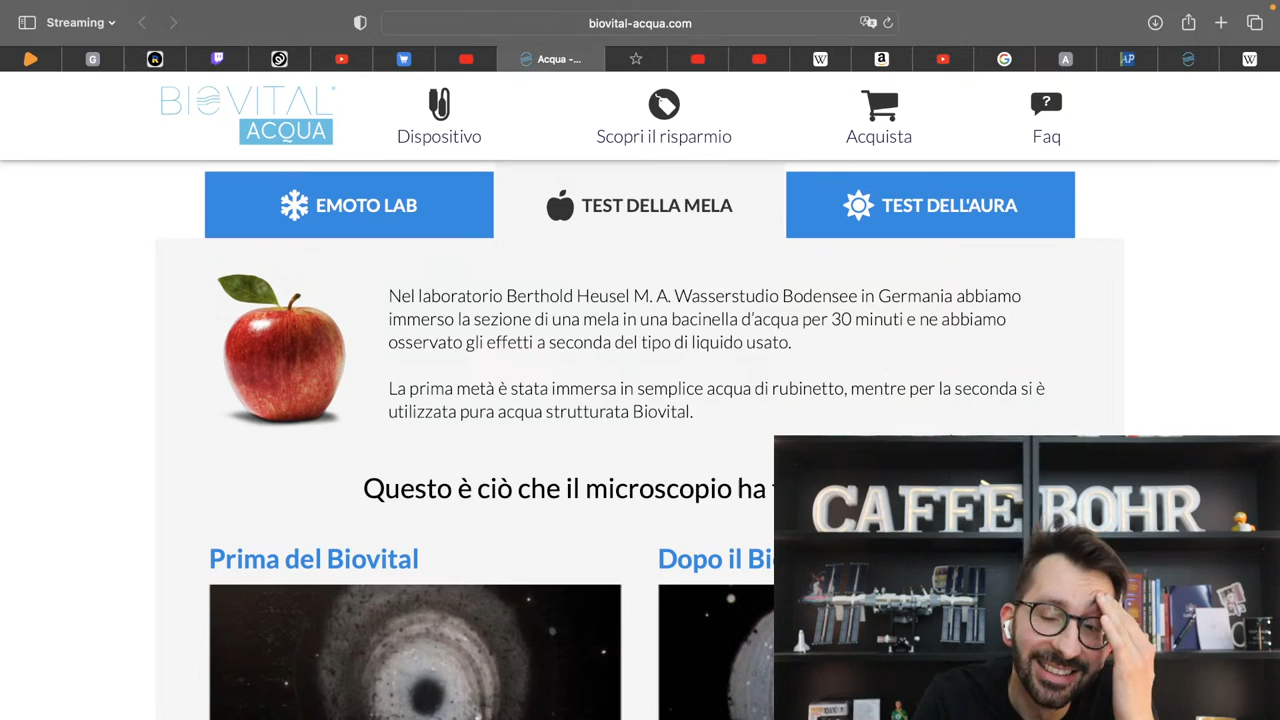 Streaming
biovital-acqua.com
Acqua -...
BIOVITAL
ACQUA
Dispositivo
Scopri il risparmio
Acquista
Faq
EMOTO LAB
TEST DELLA MELA
TEST DELL'AURA
Nel laboratorio Berthold Heusel M. A. Wasserstudio Bodensee in Germania abbiamo
immerso la sezione di una mela in una bacinella d’acqua per 30 minuti e ne abbiamo
osservato gli effetti a seconda del tipo di liquido usato.
La prima metà è stata immersa in semplice acqua di rubinetto, mentre per la seconda si è
utilizzata pura acqua strutturata Biovital.
Questo è ciò che il microscopio ha
CAFFE BOHR
Prima del Biovital
Dopo il